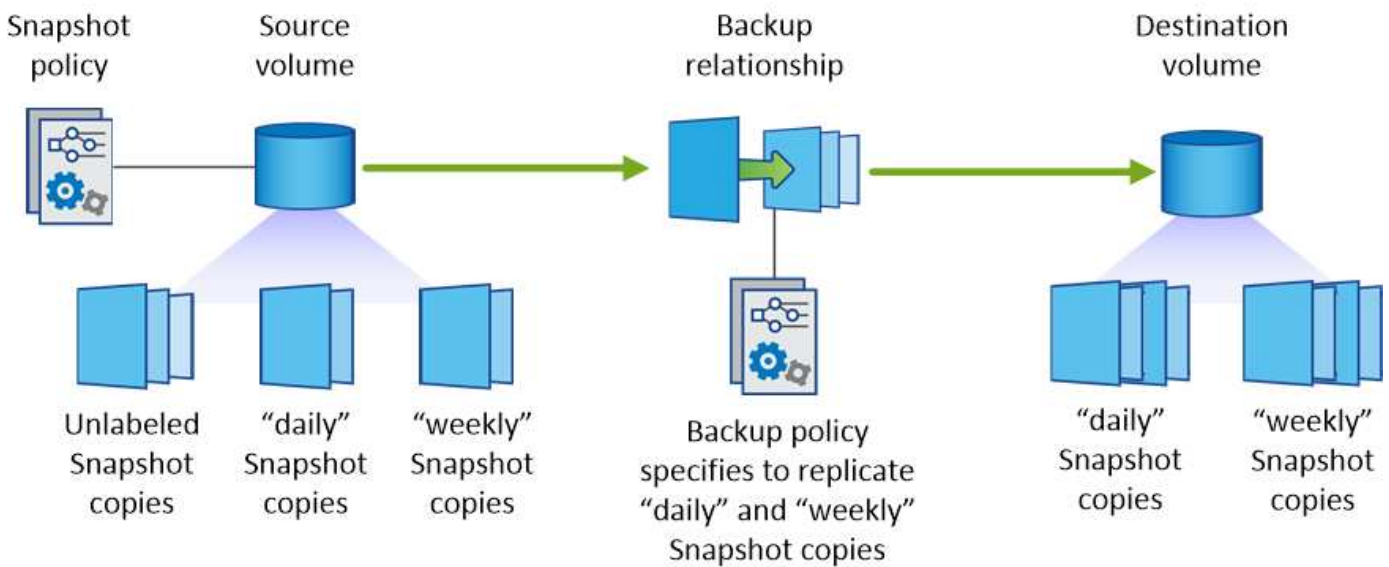 Snapshot
policy
Source
volume
Backup
relationship
Destination
volume
Unlabeled
Snapshot
copies
“daily”
Snapshot
copies
“weekly”
Snapshot
copies
Backup policy
specifies to replicate
“daily” and “weekly”
Snapshot copies
“daily”
Snapshot
copies
“weekly”
Snapshot
copies